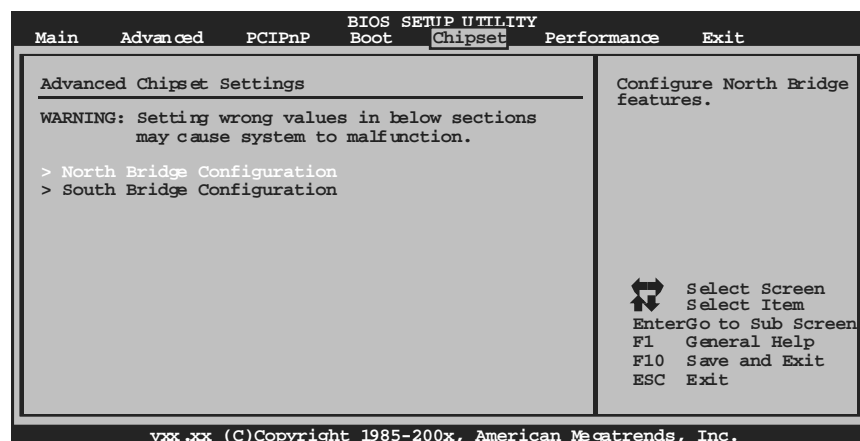 BIOS SETUP UTILITY
Main Advanced PCIPnP Boot Chipset Performance Exit
Advanced Chipset Settings
WARNING: Setting wrong values in below sections
may cause system to malfunction.
> North Bridge Configuration
> South Bridge Configuration
Configure North Bridge
features.
Select Screen
Select Item
Enter Go to Sub Screen
F1 General Help
F10 Save and Exit
ESC Exit
vxx.xx (C)Copyright 1985-200x, American Megatrends, Inc.